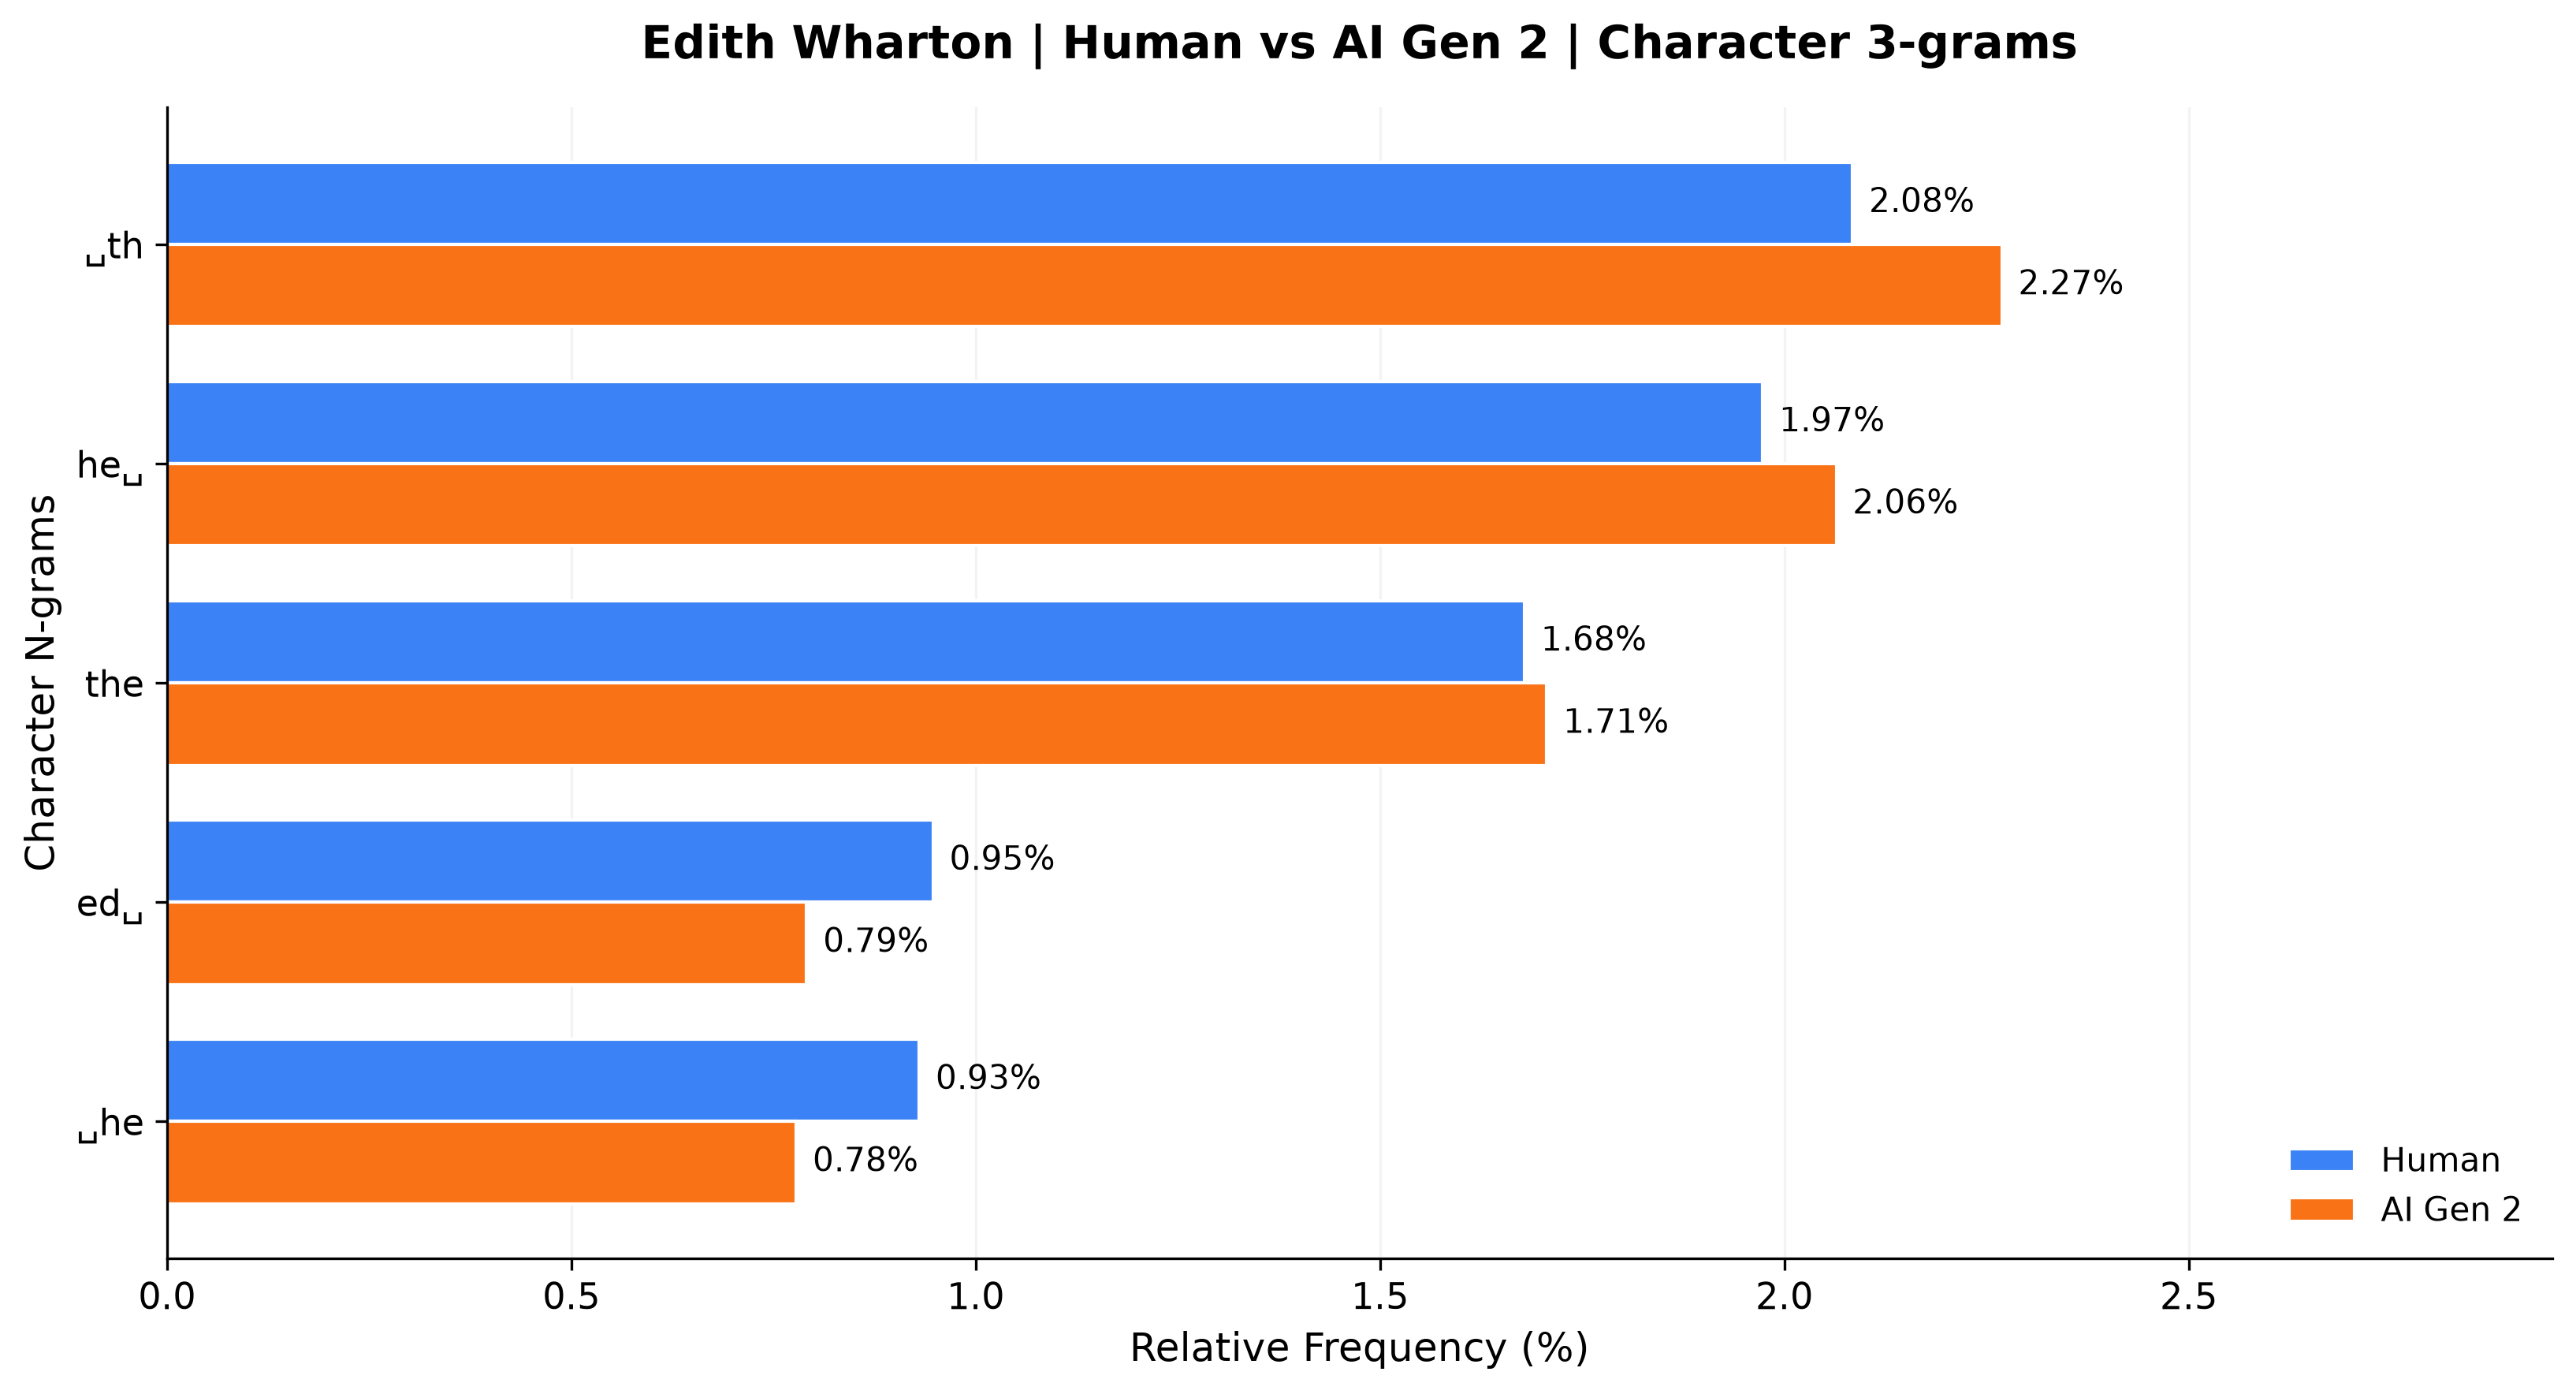 Edith Wharton | Human vs AI Gen 2 | Character 3-grams
Character N-grams
␣th
2.08%
2.27%
he␣
1.97%
2.06%
the
1.68%
1.71%
ed␣
0.95%
0.79%
␣he
0.93%
0.78%
Human
AI Gen 2
0.0 0.5 1.0 1.5 2.0 2.5
Relative Frequency (%)